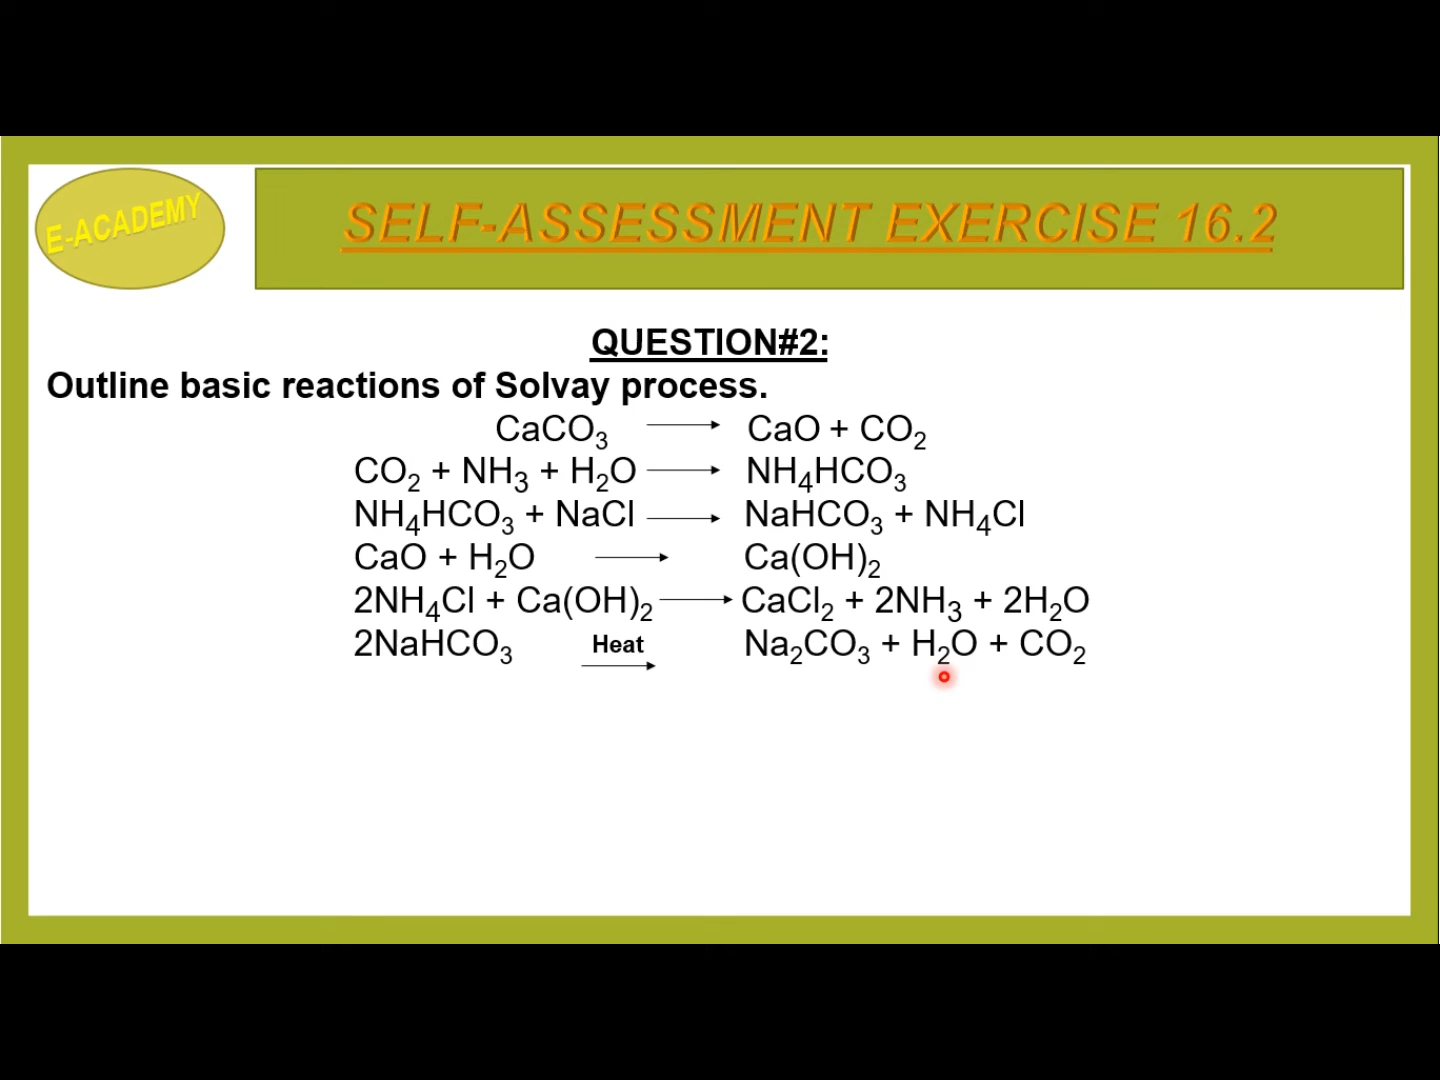 E-ACADEMY
SELF-ASSESSMENT EXERCISE 16.2
QUESTION#2:
Outline basic reactions of Solvay process.
CaCO₃ → CaO + CO₂
CO₂ + NH₃ + H₂O → NH₄HCO₃
NH₄HCO₃ + NaCl → NaHCO₃ + NH₄Cl
CaO + H₂O → Ca(OH)₂
2NH₄Cl + Ca(OH)₂ → CaCl₂ + 2NH₃ + 2H₂O
2NaHCO₃ Heat → Na₂CO₃ + H₂O + CO₂